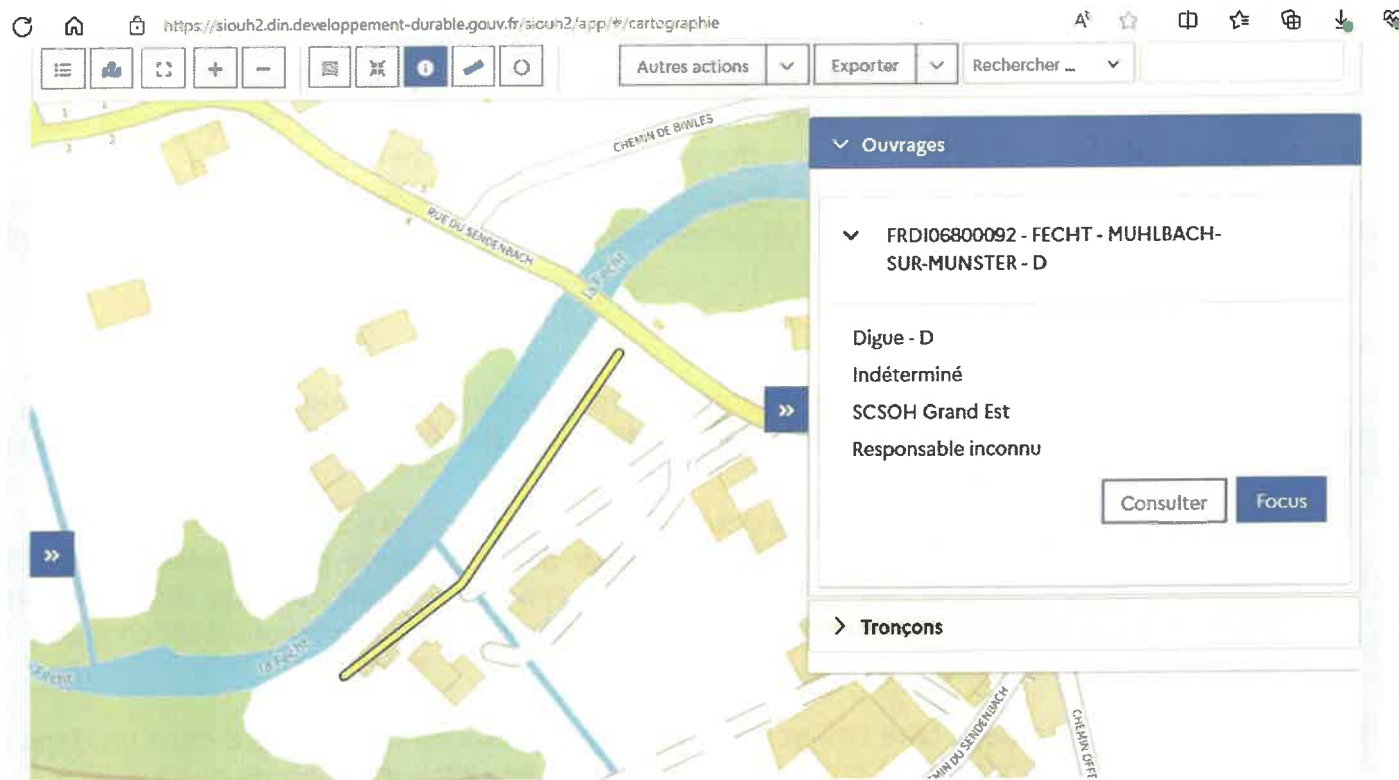 https://siouh2.din.developpement-durable.gouv.fr/siouh2/app/#/cartographie
Autres actions
Exporter
Rechercher ...
CHEMIN DE BIWLES
RUE DU SENDENBACH
la Fecht
Ouvrages
FRDI06800092 - FECHT - MUHLBACH-
SUR-MUNSTER - D
Digue - D
Indéterminé
SCSOH Grand Est
Responsable inconnu
Consulter
Focus
Tronçons
la Fecht
Fecht
MIN DU SENDENBACH